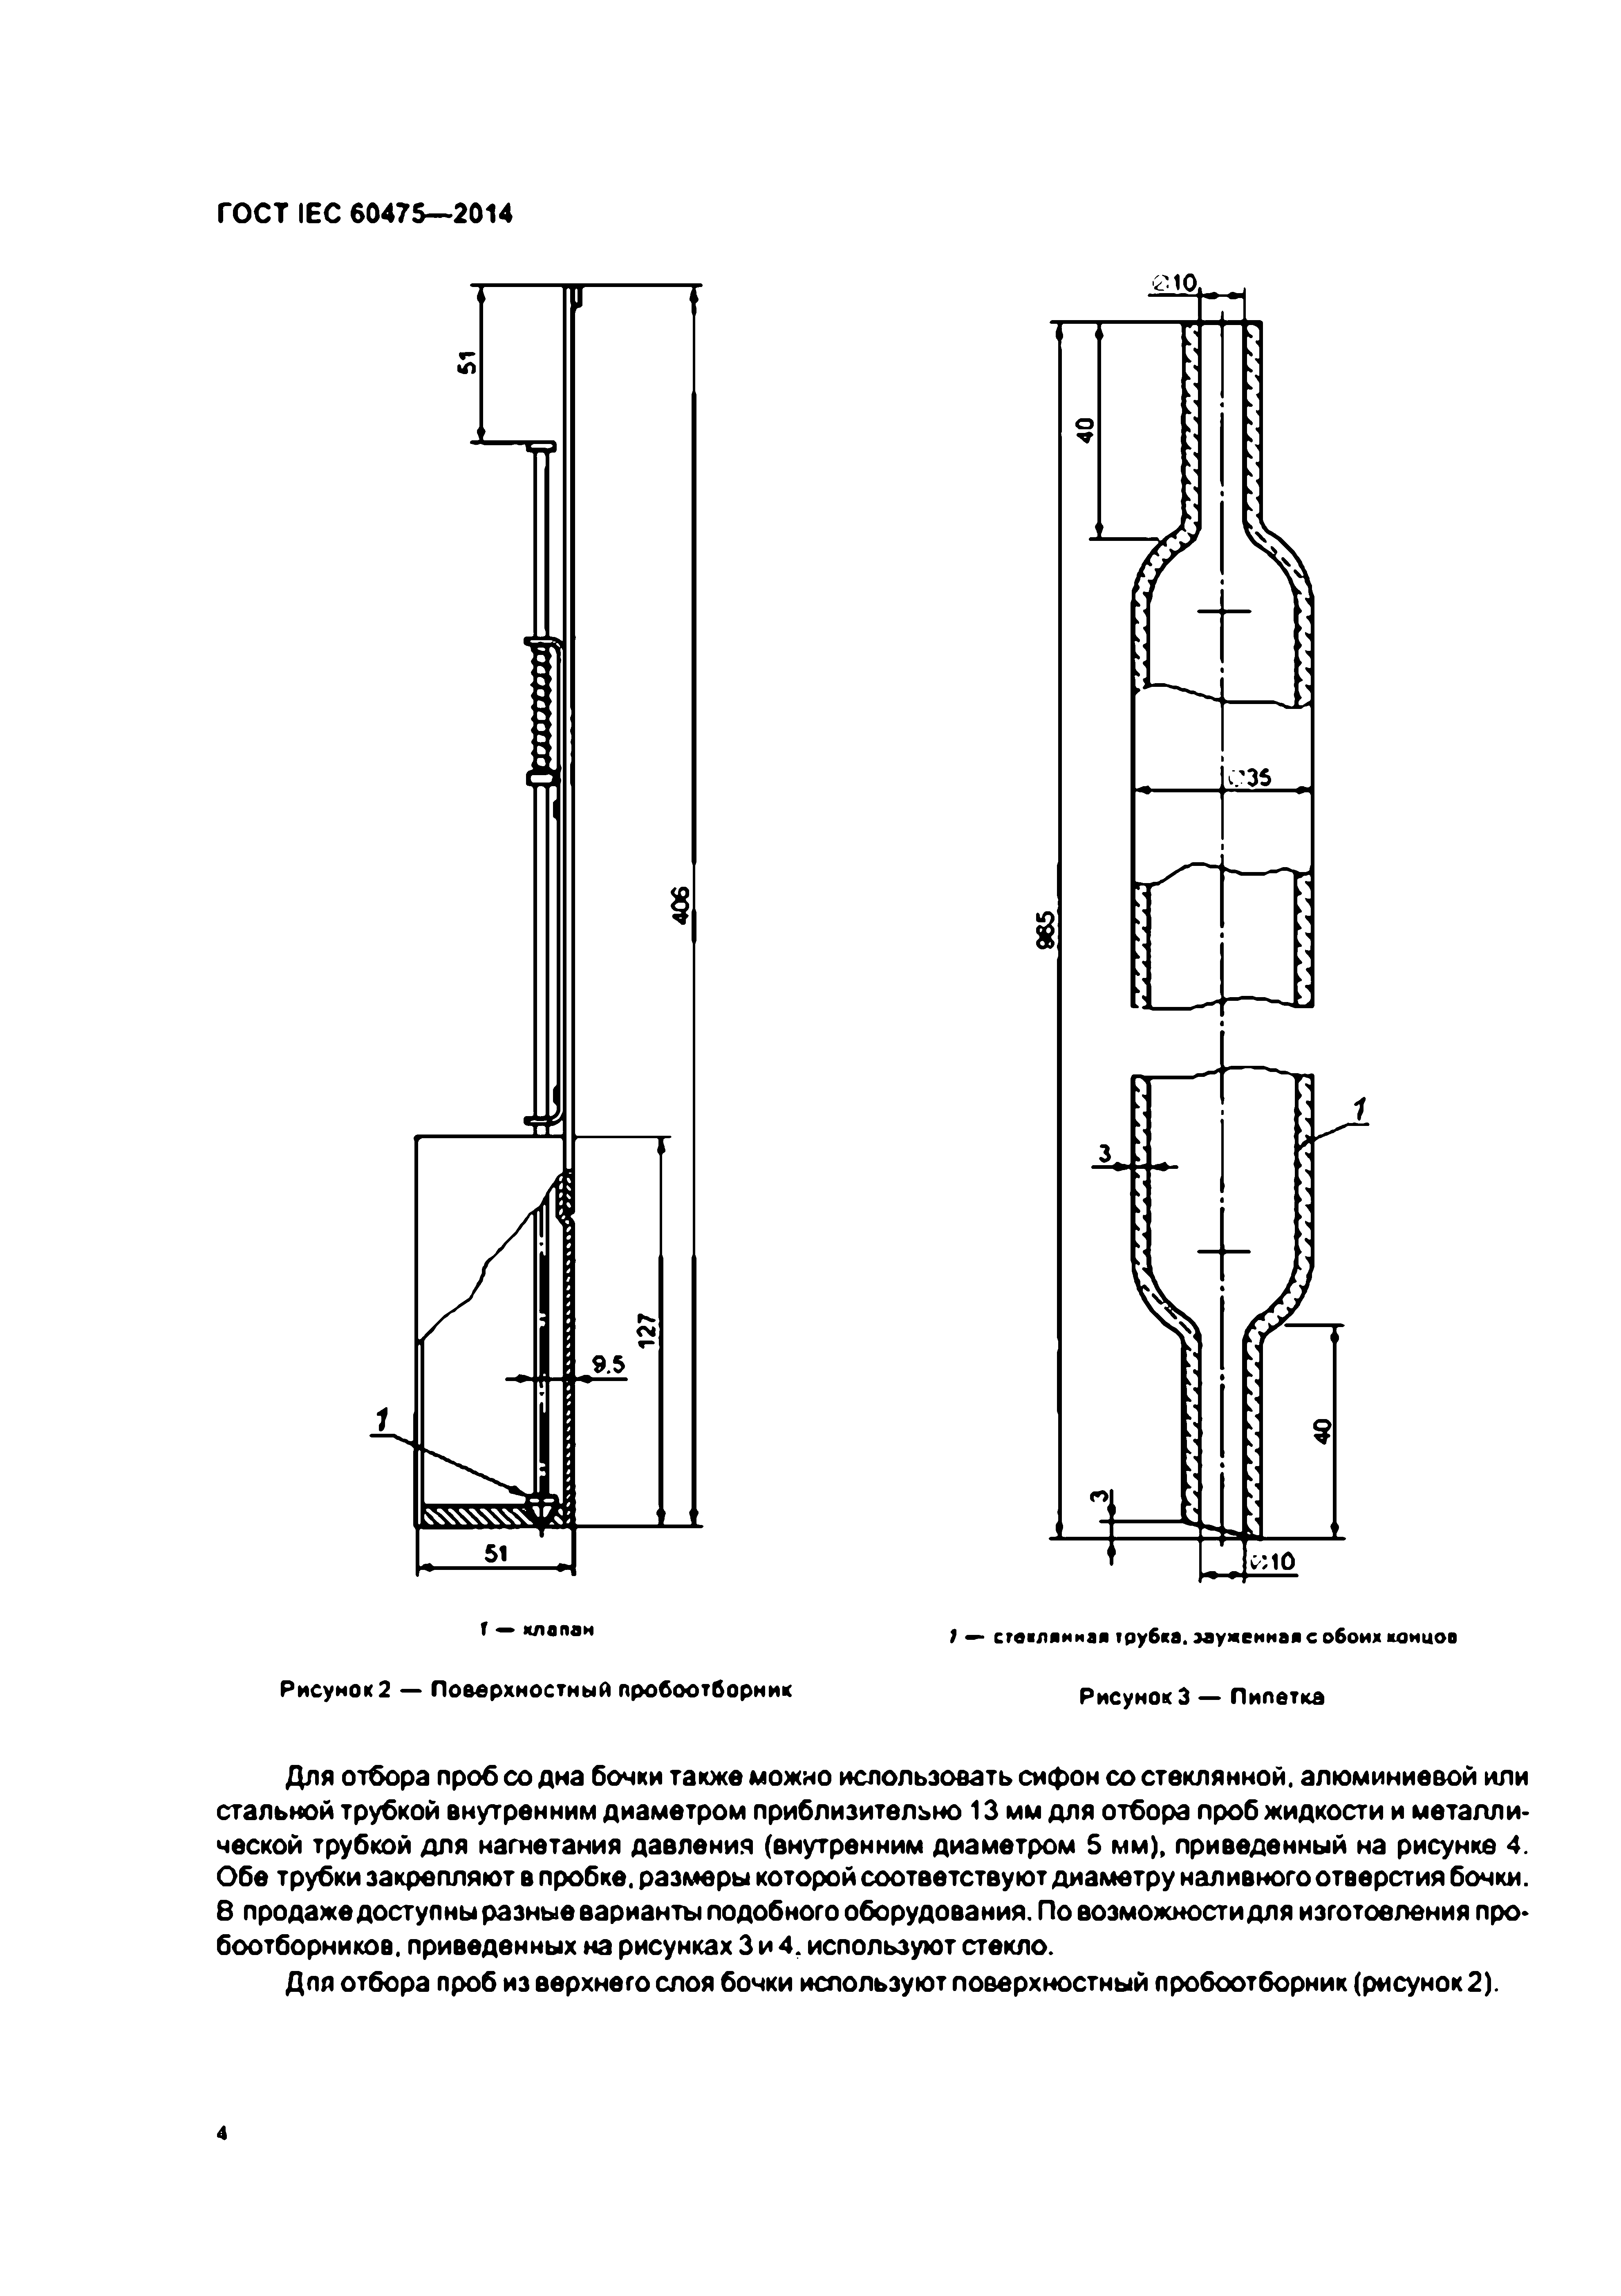 ГОСТ IEC 60475—2014
51
406
127
9.5
1
51
1 — клапан
Рисунок 2 — Поверхностный пробоотборник
∅10
40
∅35
1
3
40
3
∅10
1 — стеклянная трубка, зауженная с обоих концов
Рисунок 3 — Пипетка
Для отбора проб со дна бочки также можно использовать сифон со стеклянной, алюминиевой или
стальной трубкой внутренним диаметром приблизительно 13 мм для отбора проб жидкости и металли-
ческой трубкой для нагнетания давления (внутренним диаметром 5 мм), приведенный на рисунке 4.
Обе трубки закрепляют в пробке, размеры которой соответствуют диаметру наливного отверстия бочки.
В продаже доступны разные варианты подобного оборудования. По возможности для изготовления про-
боотборников, приведенных на рисунках 3 и 4, используют стекло.
Для отбора проб из верхнего слоя бочки используют поверхностный пробоотборник (рисунок 2).
4